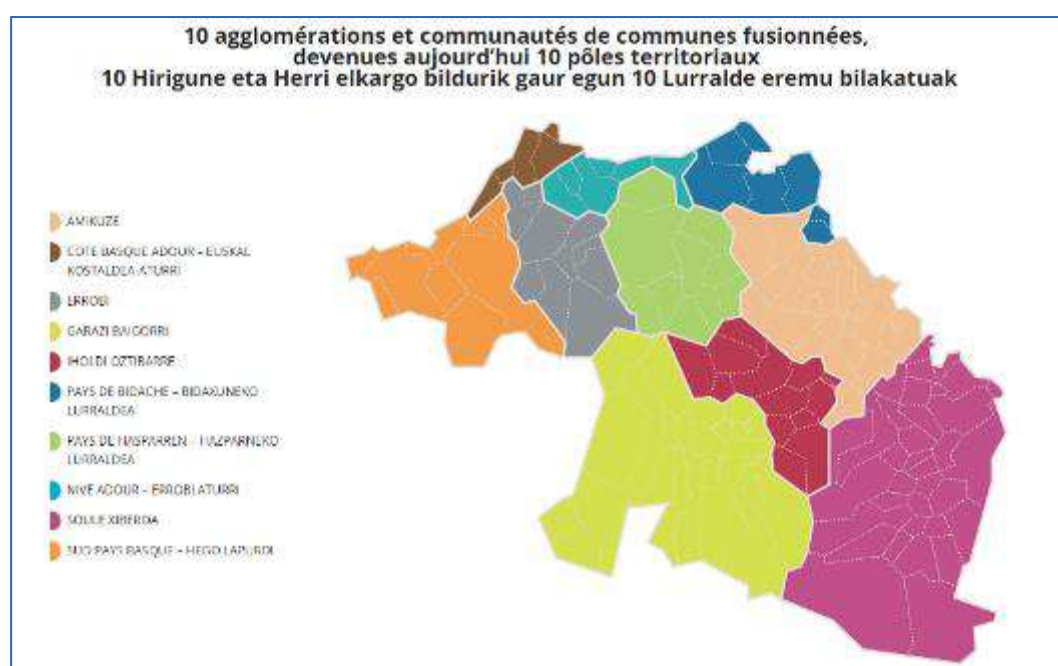 10 agglomérations et communautés de communes fusionnées,
devenues aujourd'hui 10 pôles territoriaux
10 Hirigune eta Herri elkargo bildurik gaur egun 10 Lurralde eremu bilakatuak
AMIKUZE
COTE BASQUE ADOUR – EUSKAL
KOSTALDEA-ATURRI
ERROBI
GARAZI BAIGORRI
IHOLDI OZTIBARRE
PAYS DE BIDACHE – BIDAXUNEKO
LURRALDEA
PAYS DE HASPARREN – HAZPARNEKO
LURRALDEA
NIVE ADOUR – ERROBI ATURRI
SOULE XIBEROA
SUD PAYS BASQUE – HEGO LAPURDI